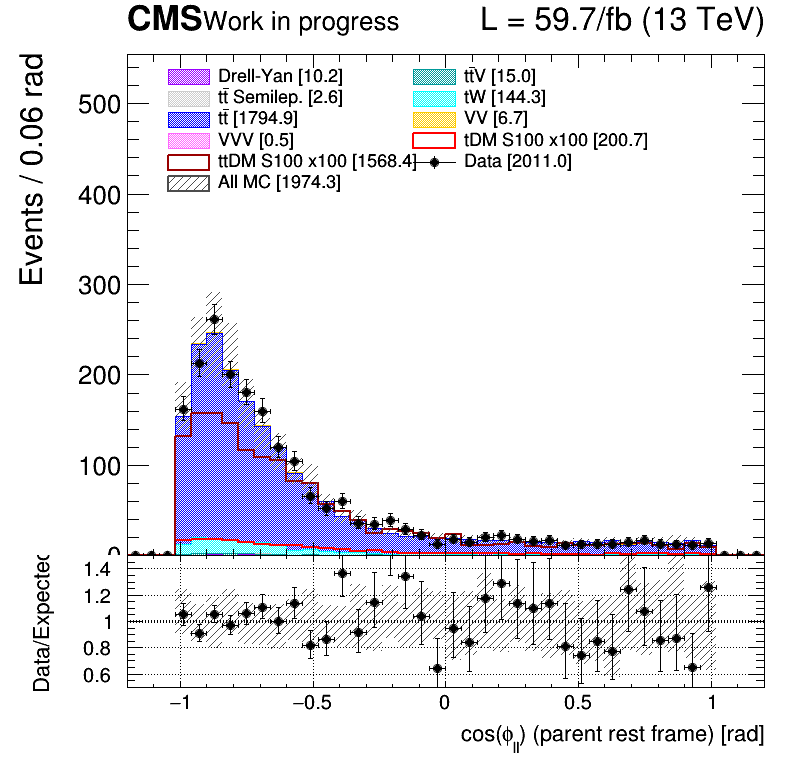 CMS Work in progress L = 59.7/fb (13 TeV)
Drell-Yan [10.2] tt̄V [15.0]
tt̄ Semilep. [2.6] tW [144.3]
tt̄ [1794.9] VV [6.7]
VVV [0.5] tDM S100 x100 [200.7]
ttDM S100 x100 [1568.4] Data [2011.0]
All MC [1974.3]
Events / 0.06 rad
500
400
300
200
100
0
Data/Expected
1.4
1.2
1
0.8
0.6
−1 −0.5 0 0.5 1
cos(ϕ_ll) (parent rest frame) [rad]